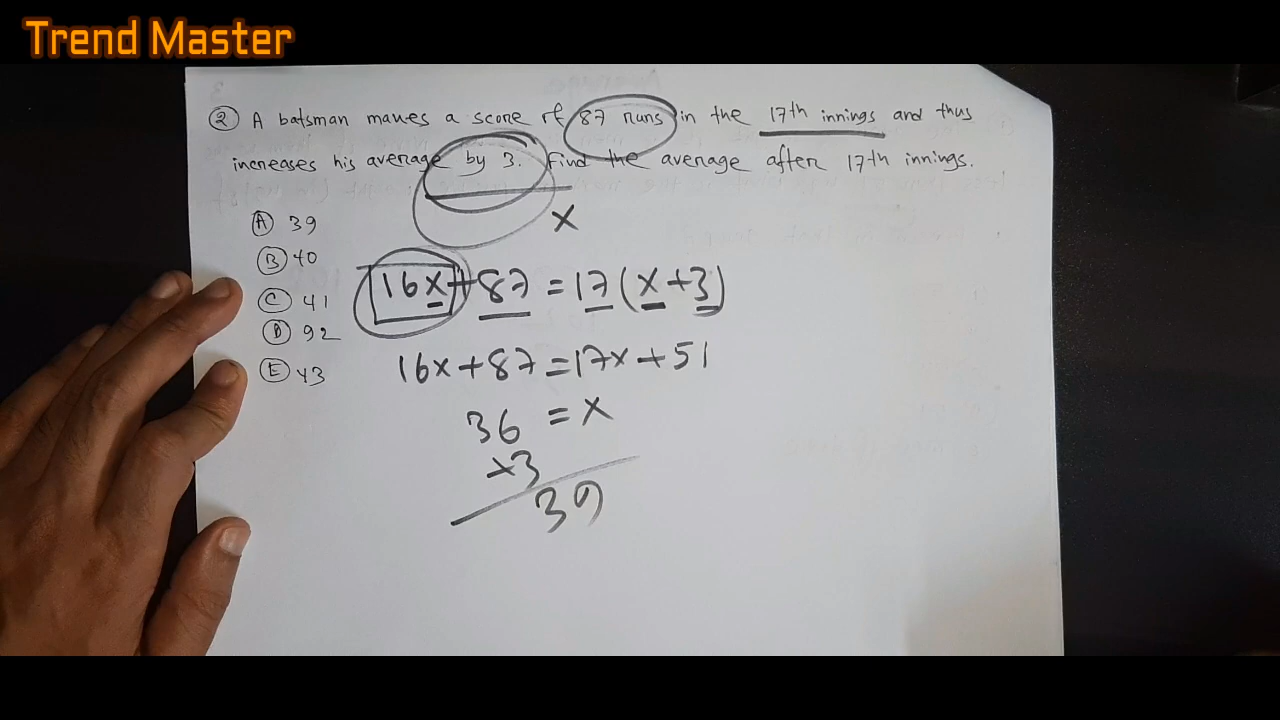 Trend Master
② A batsman makes a score of 87 runs in the 17th innings and thus
increases his average by 3. Find the average after 17th innings.
x
Ⓐ 39
Ⓑ 40
Ⓒ 41
Ⓓ 92
Ⓔ 43
16x+87=17(x+3)
16x+87=17x+51
36=x
+3
39